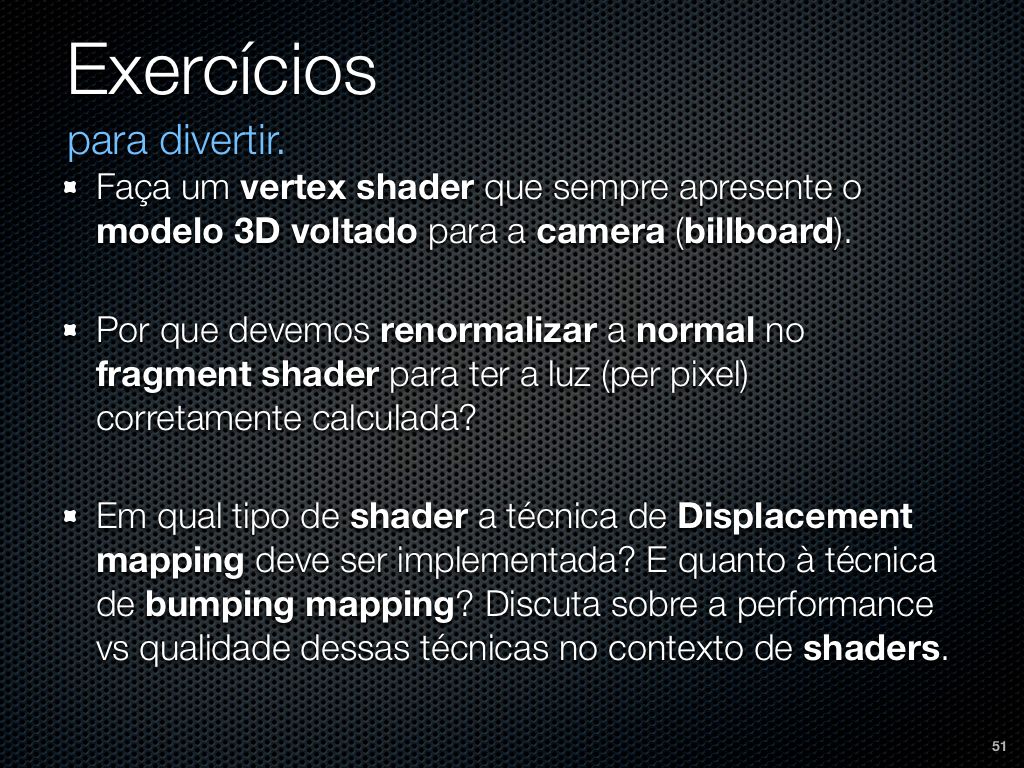 Exercícios
para divertir.
Faça um vertex shader que sempre apresente o
modelo 3D voltado para a camera (billboard).
Por que devemos renormalizar a normal no
fragment shader para ter a luz (per pixel)
corretamente calculada?
Em qual tipo de shader a técnica de Displacement
mapping deve ser implementada? E quanto à técnica
de bumping mapping? Discuta sobre a performance
vs qualidade dessas técnicas no contexto de shaders.
51